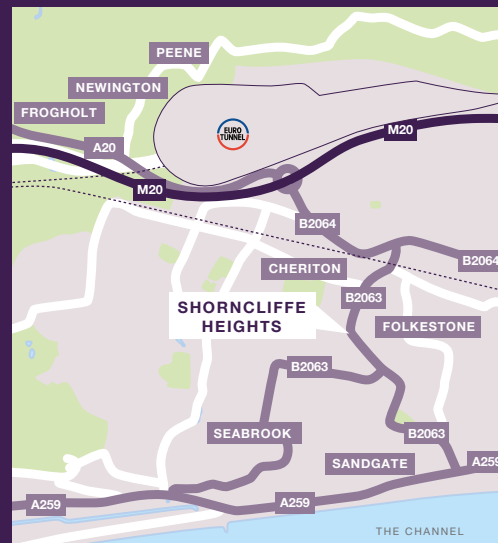 PEENE
NEWINGTON
FROGHOLT
EURO
TUNNEL
M20
A20
M20
B2064
B2064
CHERITON
B2063
SHORNCLIFFE
HEIGHTS
FOLKESTONE
B2063
SEABROOK
B2063
SANDGATE
A259
A259
A259
THE CHANNEL